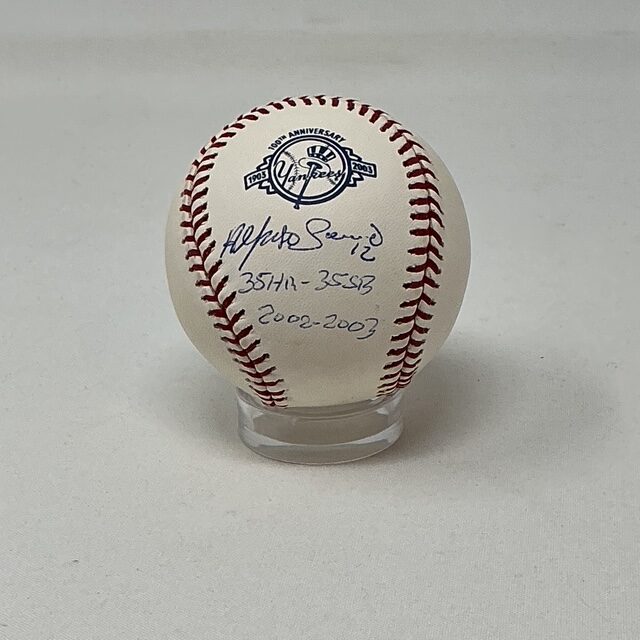 100TH ANNIVERSARY
1903 Yankees 2003
Alfonso Soriano
12
35HR-35SB
2002-2003